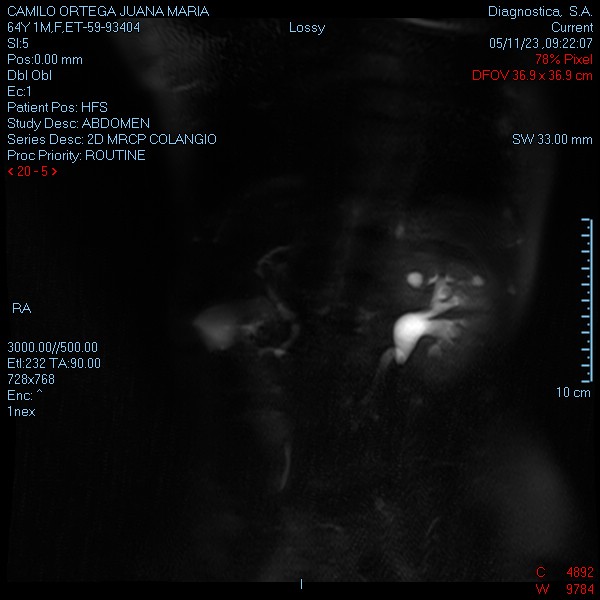 CAMILO ORTEGA JUANA MARIA
64Y 1M,F,ET-59-93404
Sl:5
Pos:0.00 mm
Dbl Obl
Ec:1
Patient Pos: HFS
Study Desc: ABDOMEN
Series Desc: 2D MRCP COLANGIO
Proc Priority: ROUTINE
< 20 - 5 >
Lossy
Diagnostica, S.A.
Current
05/11/23 ,09:22:07
78% Pixel
DFOV 36.9 x 36.9 cm
SW 33.00 mm
RA
3000.00//500.00
Etl:232 TA:90.00
728x768
Enc: ^
1nex
10 cm
C 4892
W 9784